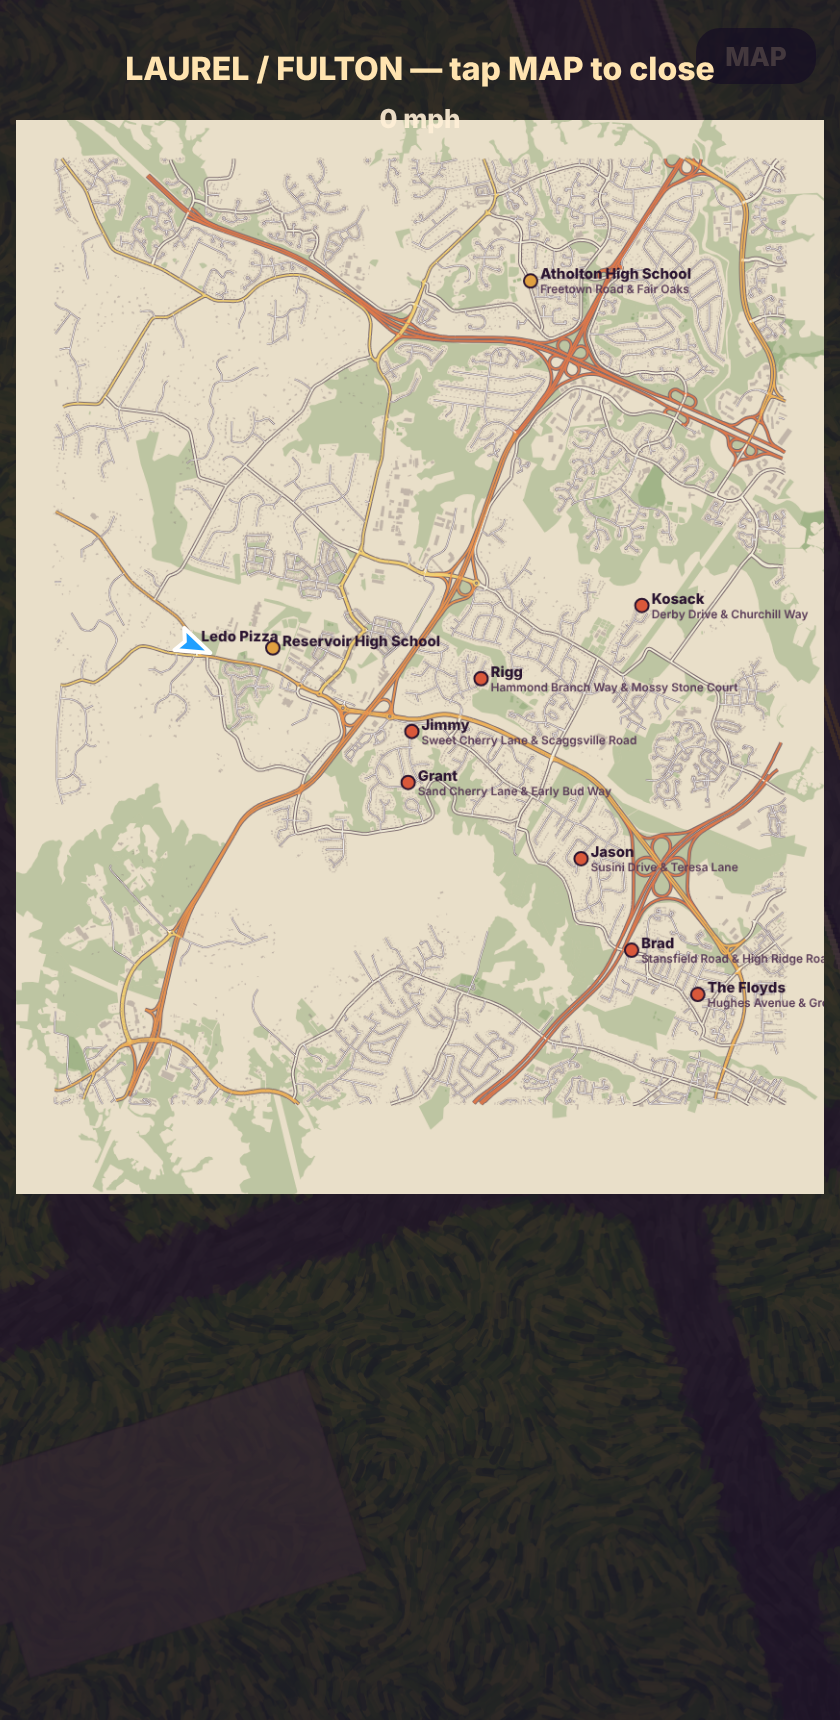 MAP
LAUREL / FULTON — tap MAP to close
0 mph
Atholton High School
Freetown Road & Fair Oaks
Kosack
Derby Drive & Churchill Way
Ledo Pizza
Reservoir High School
Rigg
Hammond Branch Way & Mossy Stone Court
Jimmy
Sweet Cherry Lane & Scaggsville Road
Grant
Sand Cherry Lane & Early Bud Way
Jason
Susini Drive & Teresa Lane
Brad
Stansfield Road & High Ridge Roa
The Floyds
Hughes Avenue & Gr